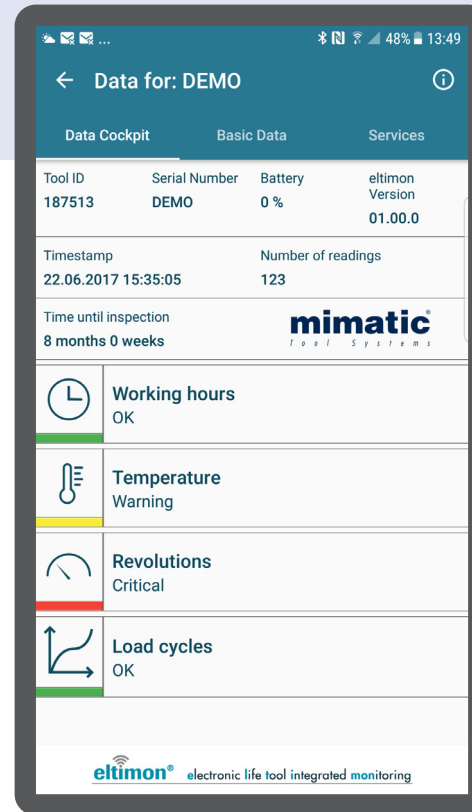 ... 48% 13:49
Data for: DEMO
Data Cockpit Basic Data Services
Tool ID Serial Number Battery eltimon Version
187513 DEMO 0 % 01.00.0
Timestamp Number of readings
22.06.2017 15:35:05 123
Time until inspection
8 months 0 weeks
mimatic®
Tool Systems
Working hours
OK
Temperature
Warning
Revolutions
Critical
Load cycles
OK
eltimon® electronic life tool integrated monitoring